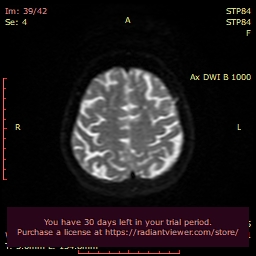 Im: 39/42
STP84
Se: 4
STP84
A
F
Ax DWI B 1000
R
L
You have 30 days left in your trial period.
Purchase a license at https://radiantviewer.com/store/